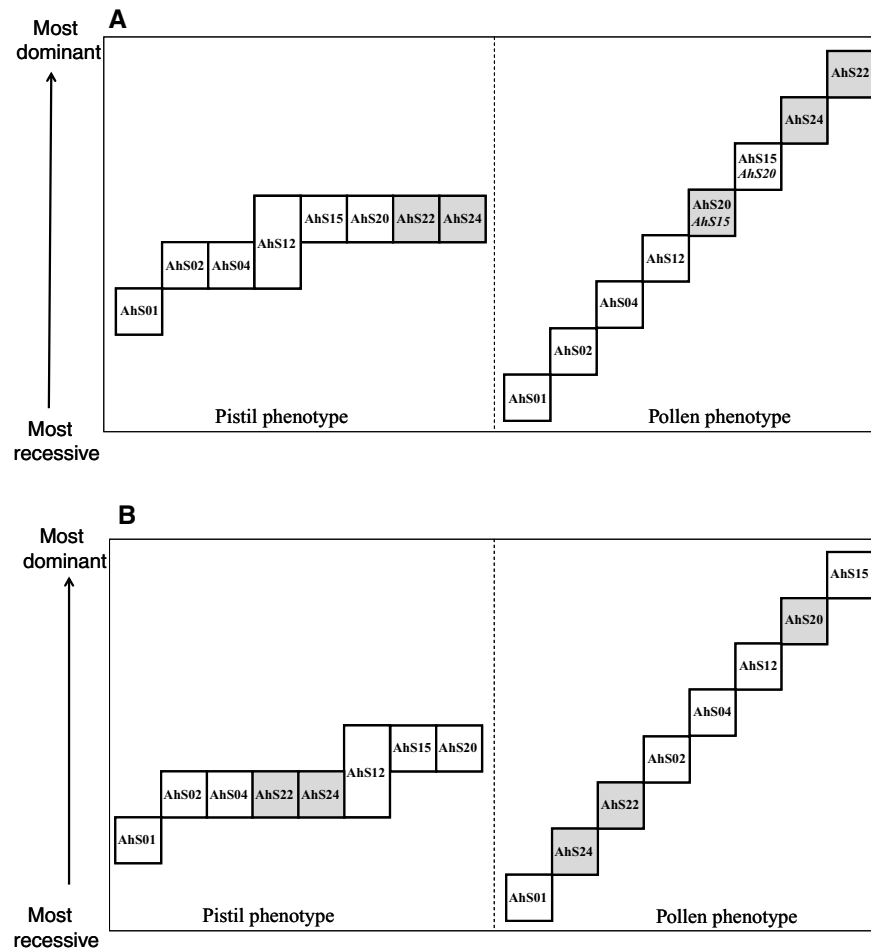 A
Most
dominant
AhS22
AhS24
AhS15
AhS20
AhS15
AhS20
AhS22
AhS24
AhS20
AhS15
AhS12
AhS12
AhS02
AhS04
AhS04
AhS01
AhS02
AhS01
Pistil phenotype
Pollen phenotype
Most
recessive
B
Most
dominant
AhS15
AhS20
AhS12
AhS04
AhS15
AhS20
AhS02
AhS12
AhS02
AhS04
AhS22
AhS24
AhS22
AhS01
AhS24
AhS01
Pistil phenotype
Pollen phenotype
Most
recessive